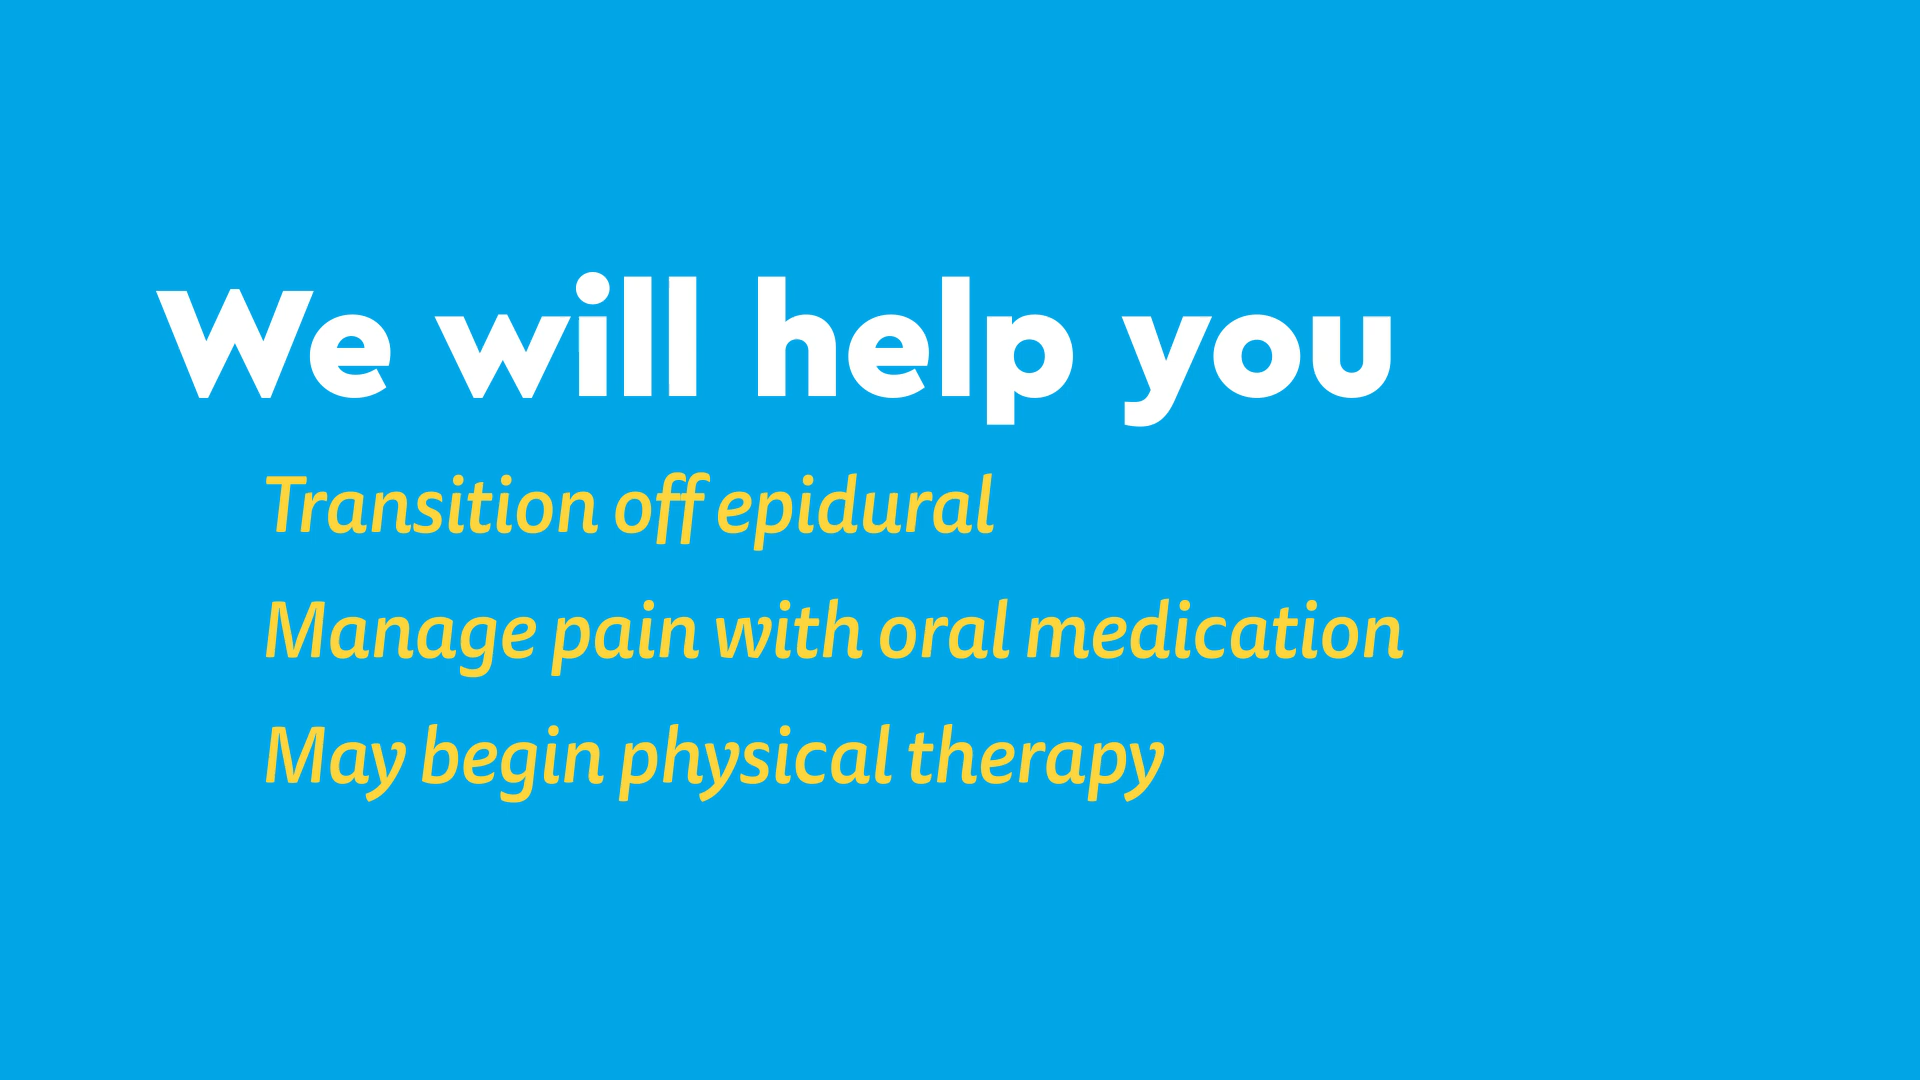 We will help you
Transition off epidural
Manage pain with oral medication
May begin physical therapy